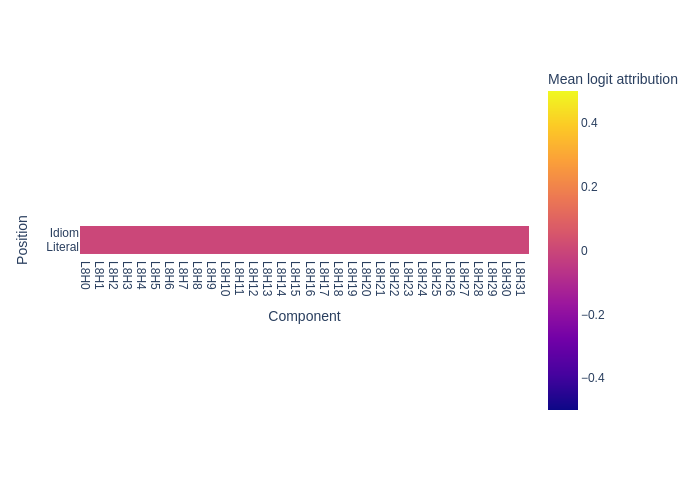 Mean logit attribution
0.4
0.2
0
−0.2
−0.4
Position
Idiom
Literal
L8H0
L8H1
L8H2
L8H3
L8H4
L8H5
L8H6
L8H7
L8H8
L8H9
L8H10
L8H11
L8H12
L8H13
L8H14
L8H15
L8H16
L8H17
L8H18
L8H19
L8H20
L8H21
L8H22
L8H23
L8H24
L8H25
L8H26
L8H27
L8H28
L8H29
L8H30
L8H31
Component